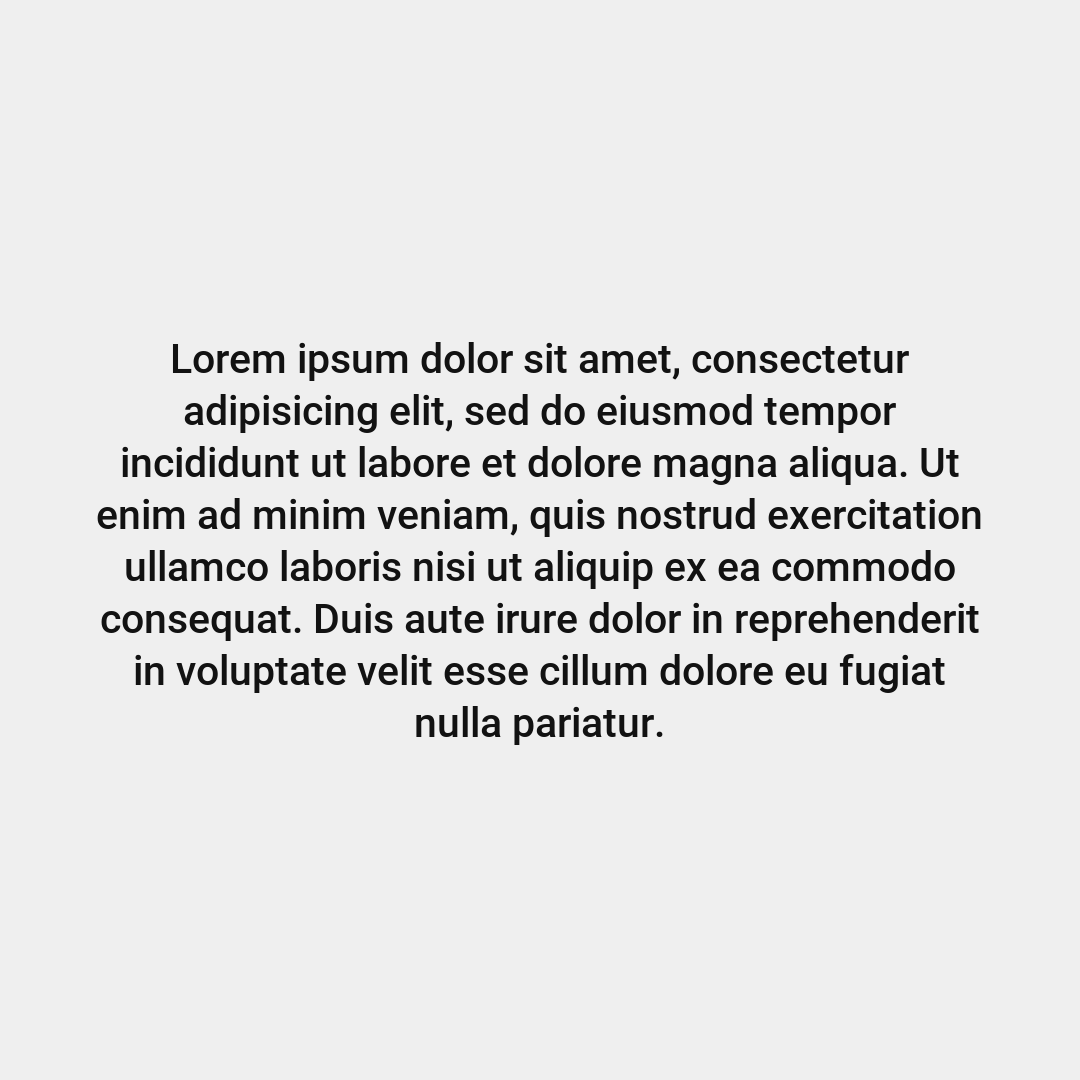 Lorem ipsum dolor sit amet, consectetur
adipisicing elit, sed do eiusmod tempor
incididunt ut labore et dolore magna aliqua. Ut
enim ad minim veniam, quis nostrud exercitation
ullamco laboris nisi ut aliquip ex ea commodo
consequat. Duis aute irure dolor in reprehenderit
in voluptate velit esse cillum dolore eu fugiat
nulla pariatur.